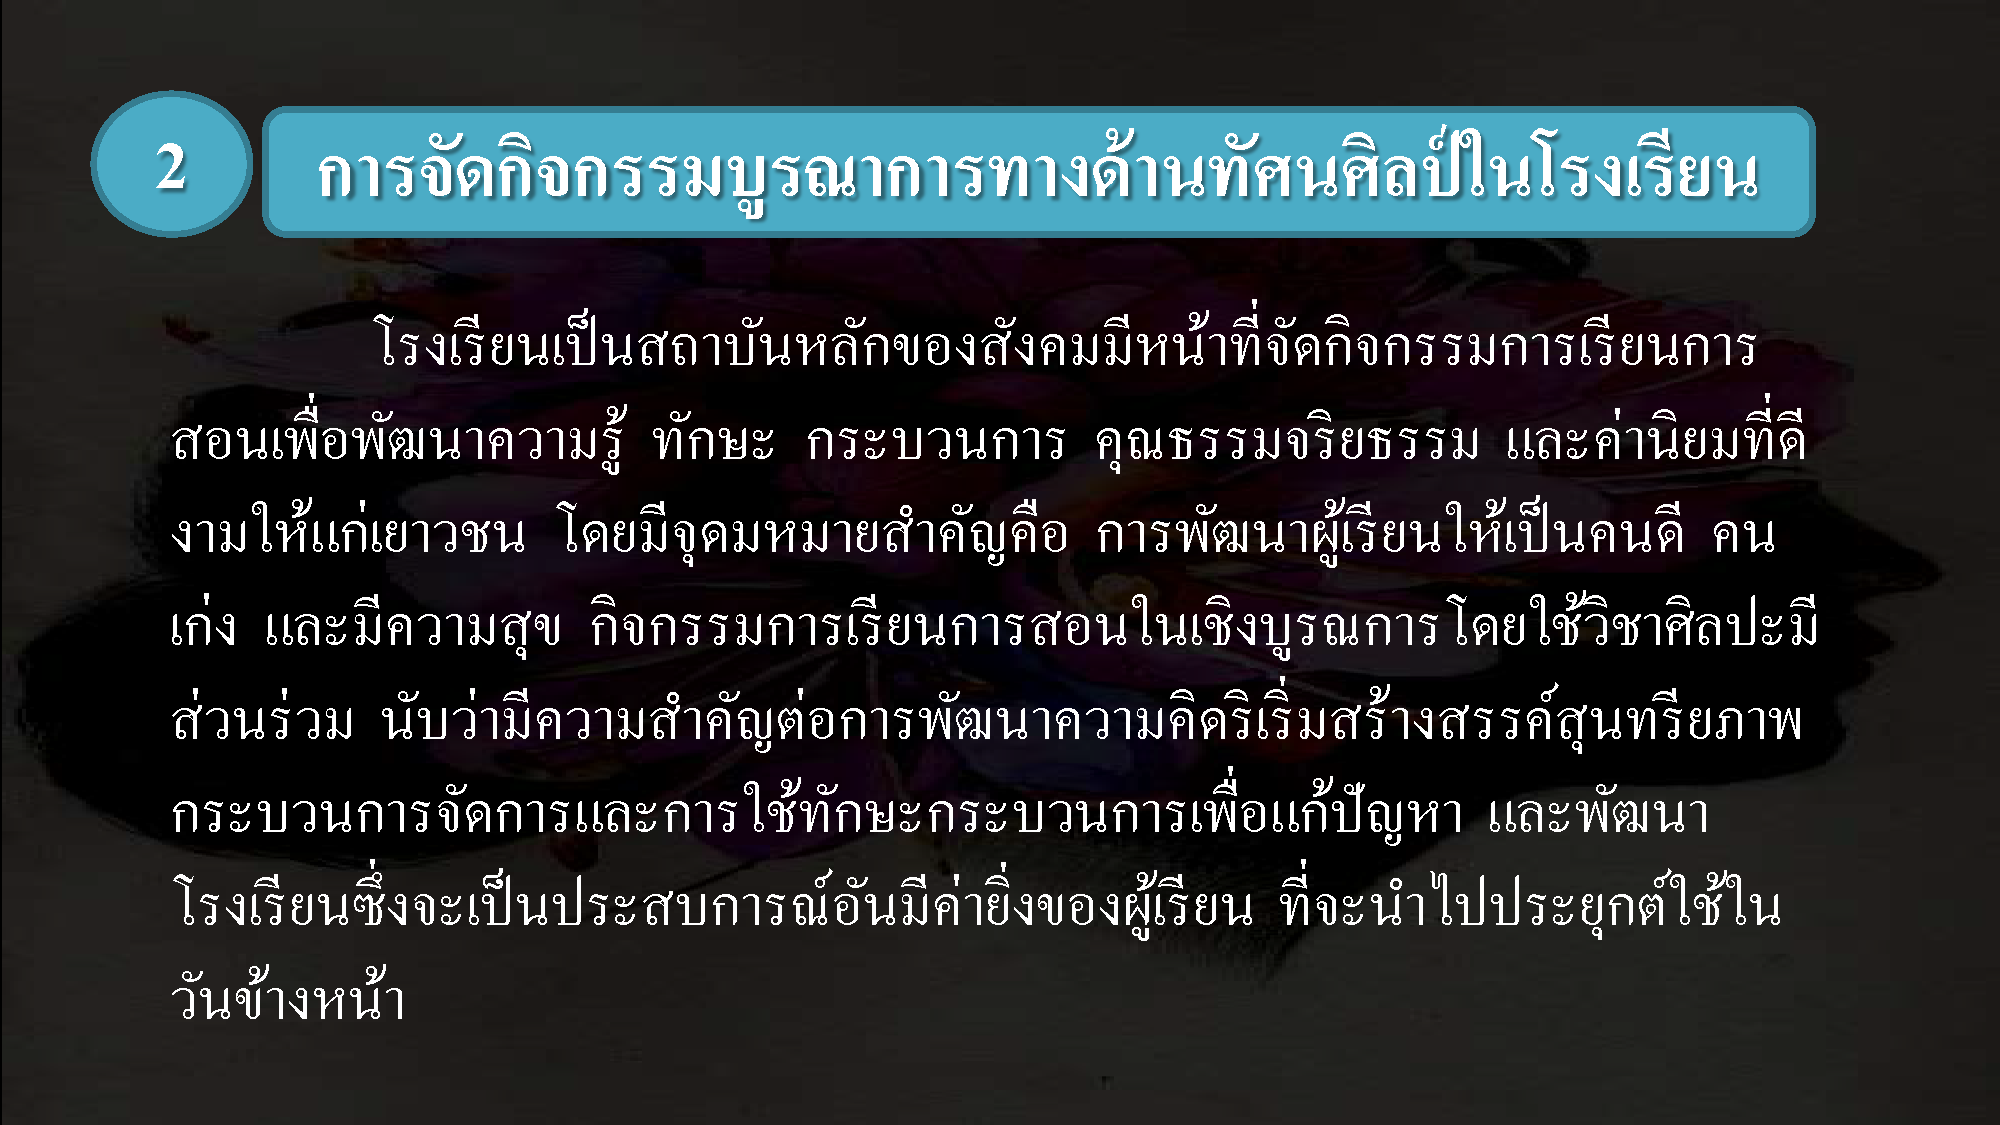 2
การจัดกิจกรรมบูรณาการทางด้านทัศนศิลป์ในโรงเรียน
โรงเรียนเป็นสถาบันหลักของสังคมมีหน้าที่จัดกิจกรรมการเรียนการ
สอนเพื่อพัฒนาความรู้ ทักษะ กระบวนการ คุณธรรมจริยธรรม และค่านิยมที่ดี
งามให้แก่เยาวชน โดยมีจุดมหมายสำคัญคือ การพัฒนาผู้เรียนให้เป็นคนดี คน
เก่ง และมีความสุข กิจกรรมการเรียนการสอนในเชิงบูรณการโดยใช้วิชาศิลปะมี
ส่วนร่วม นับว่ามีความสำคัญต่อการพัฒนาความคิดริเริ่มสร้างสรรค์สุนทรียภาพ
กระบวนการจัดการและการใช้ทักษะกระบวนการเพื่อแก้ปัญหา และพัฒนา
โรงเรียนซึ่งจะเป็นประสบการณ์อันมีค่ายิ่งของผู้เรียน ที่จะนำไปประยุกต์ใช้ใน
วันข้างหน้า